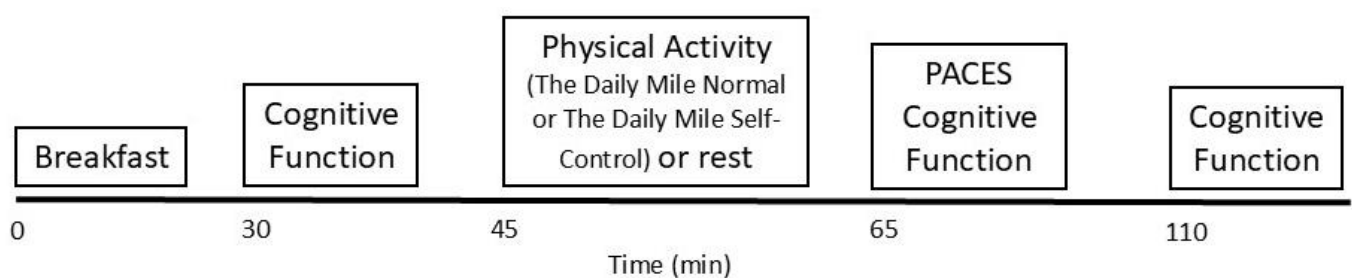 Breakfast
Cognitive
Function
Physical Activity
(The Daily Mile Normal
or The Daily Mile Self-
Control) or rest
PACES
Cognitive
Function
Cognitive
Function
0
30
45
65
110
Time (min)